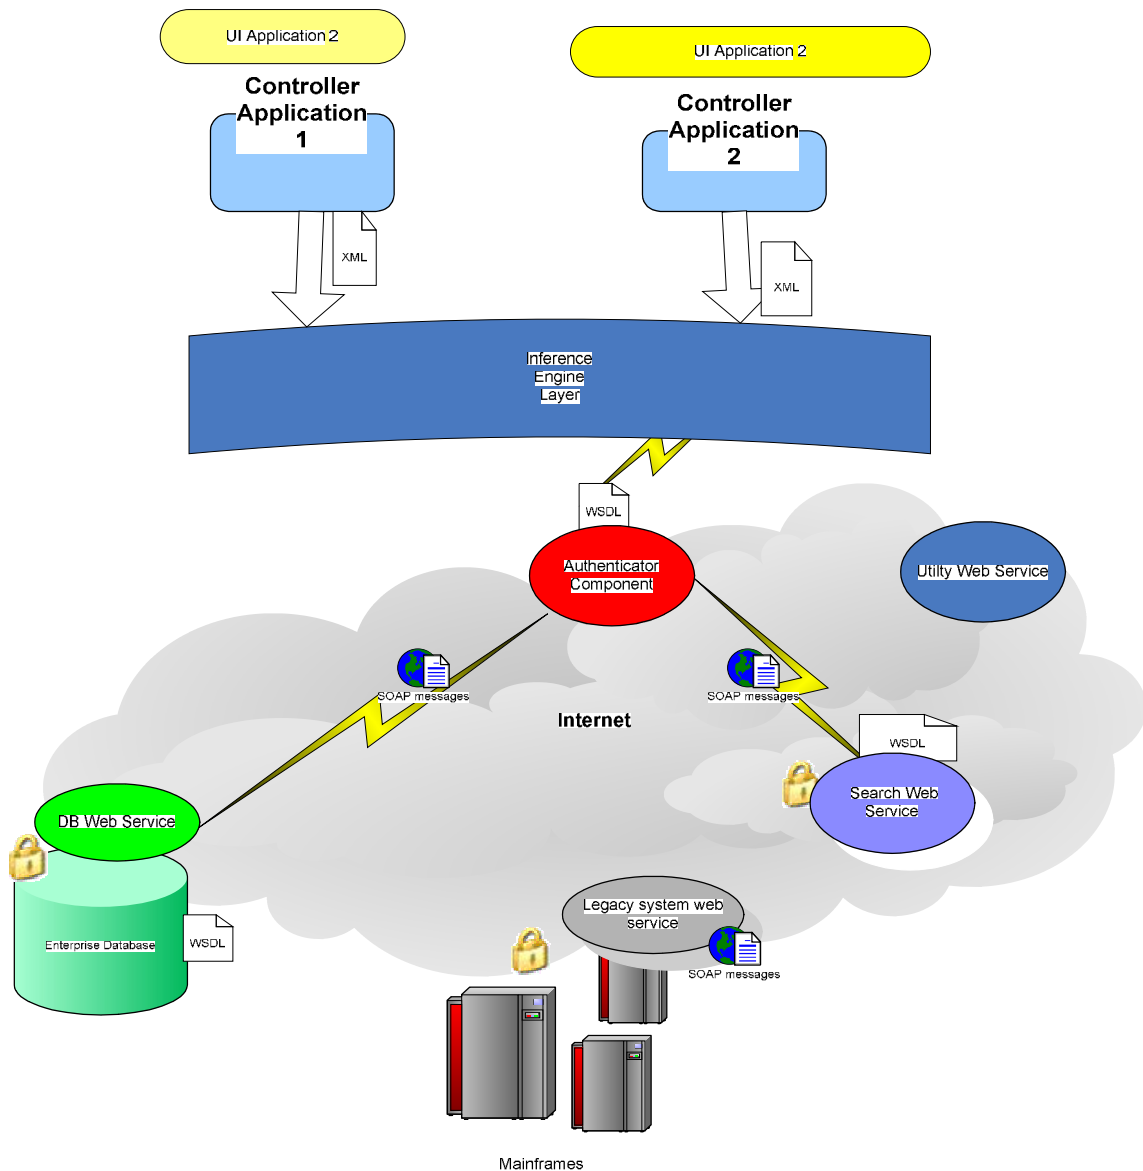 UI Application 2
UI Application 2
Controller
Application
1
Controller
Application
2
XML
XML
Inference
Engine
Layer
WSDL
Authenticator
Component
Utilty Web Service
SOAP messages
SOAP messages
Internet
WSDL
Search Web
Service
DB Web Service
Legacy system web
service
Enterprise Database
WSDL
SOAP messages
Mainframes